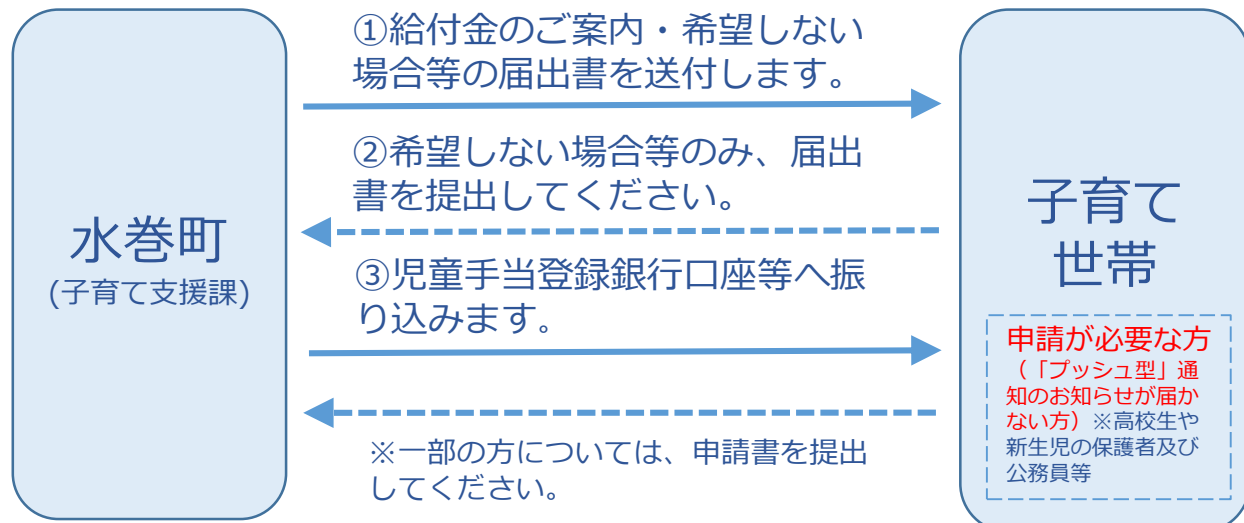 水巻町
(子育て支援課)
①給付金のご案内・希望しない
場合等の届出書を送付します。
②希望しない場合等のみ、届出
書を提出してください。
③児童手当登録銀行口座等へ振
り込みます.
※一部の方については、申請書を提出
してください。
子育て
世帯
申請が必要な方
（「プッシュ型」通
知のお知らせが届か
ない方）※高校生や
新生児の保護者及び
公務員等